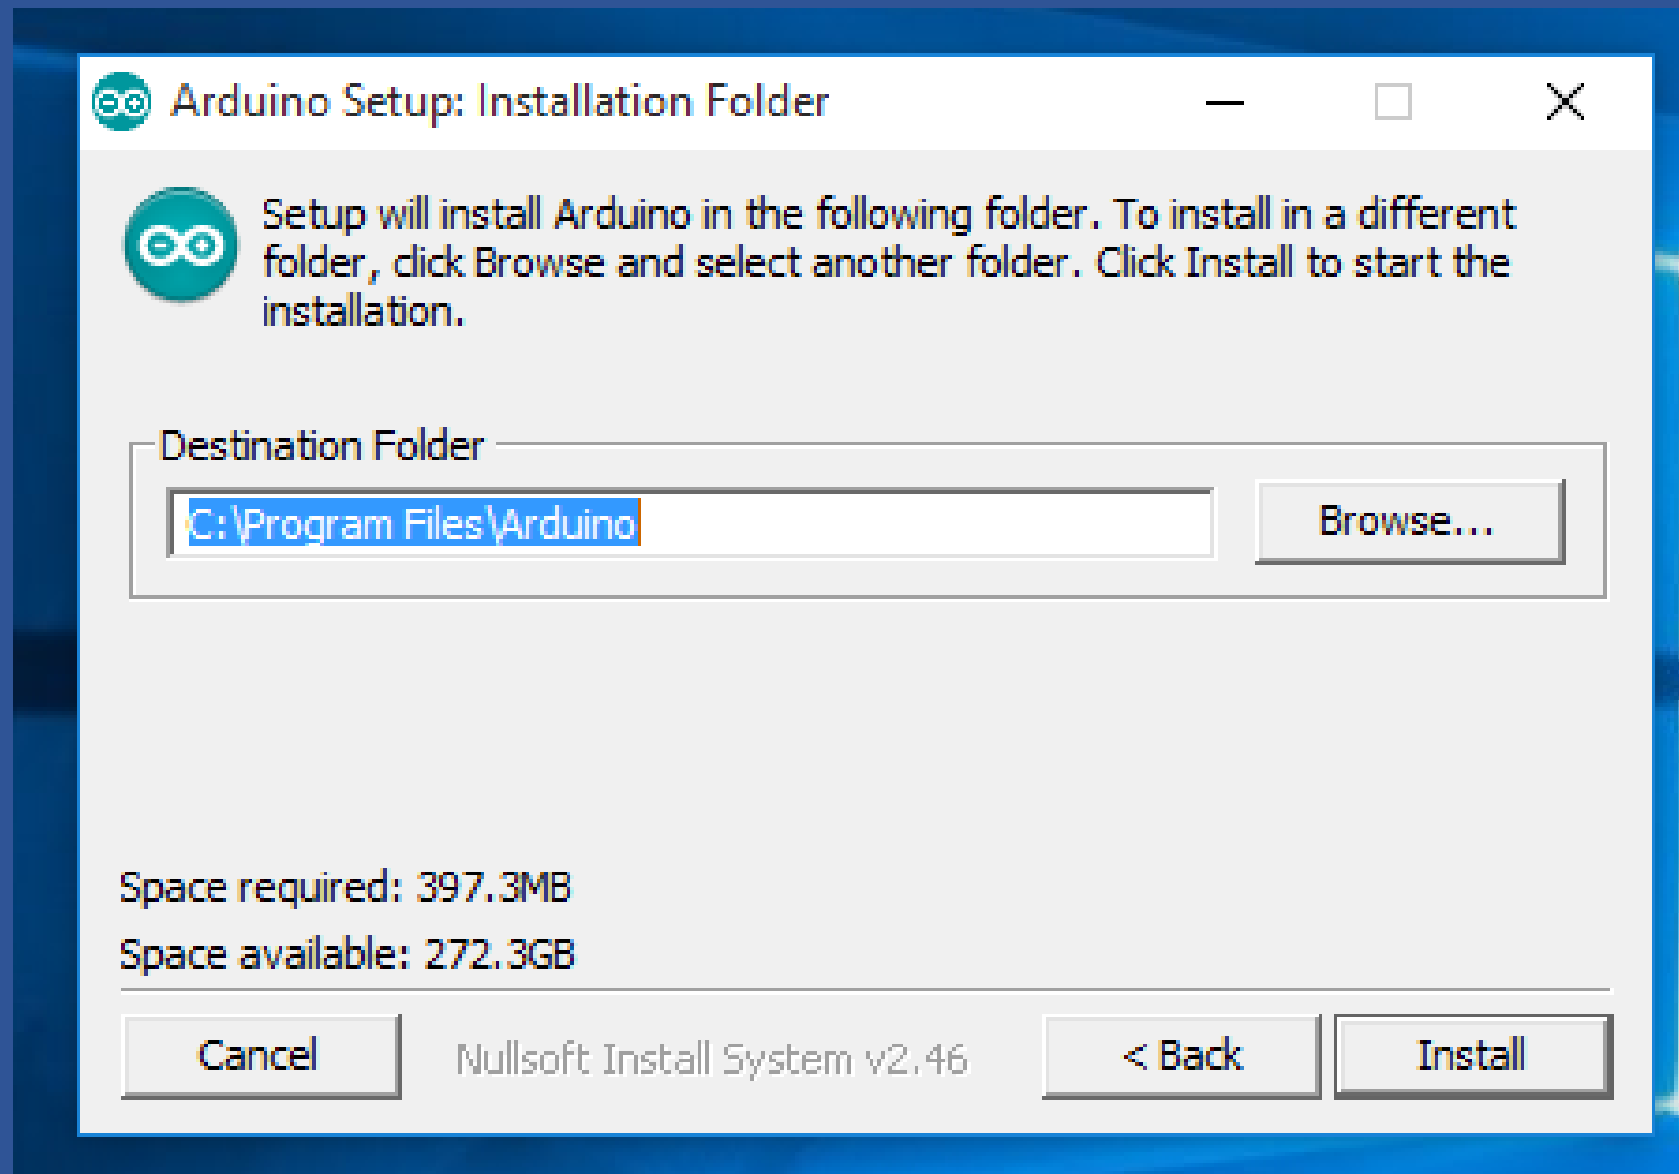 Arduino Setup: Installation Folder
Setup will install Arduino in the following folder. To install in a different
folder, click Browse and select another folder. Click Install to start the
installation.
Destination Folder
C:\Program Files\Arduino
Browse...
Space required: 397.3MB
Space available: 272.3GB
Cancel
Nullsoft Install System v2.46
< Back
Install